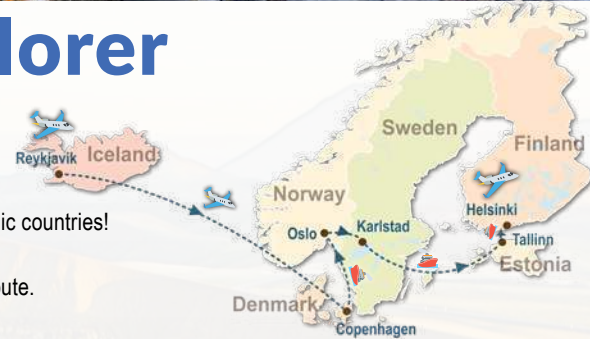 lorer
Reykjavik
Iceland
Sweden
Finland
ic countries!
Norway
Helsinki
Oslo
Karlstad
Tallinn
Estonia
ute.
Denmark
Copenhagen